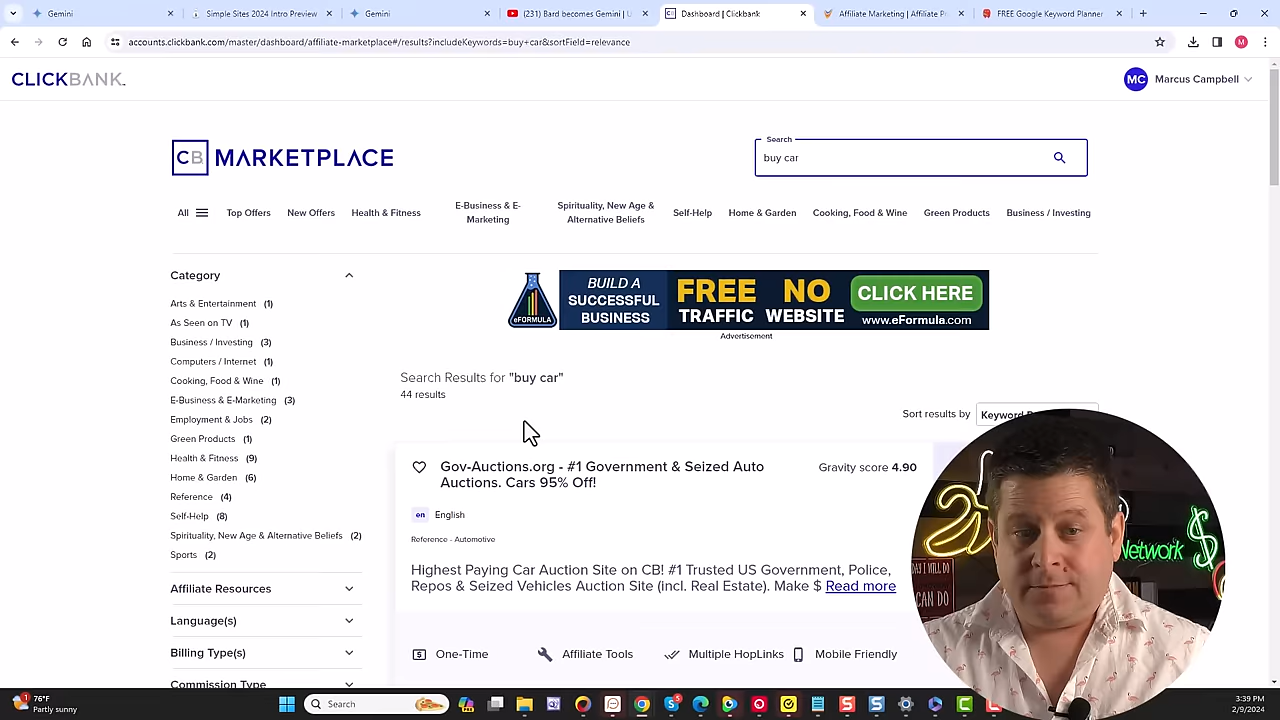 Gemini
Simple Sites 2024 Intro Preview
Gemini
(231) Bard becomes Gemini | U
Dashboard | Clickbank
Affiliate Marketing | Affiliate P
FREE Google Keyword Planner
accounts.clickbank.com/master/dashboard/affiliate-marketplace#/results?includeKeywords=buy+car&sortField=relevance
M
CLICKBANK
MC Marcus Campbell
CB MARKETPLACE
Search
buy car
All
Top Offers
New Offers
Health & Fitness
E-Business & E-
Marketing
Spirituality, New Age &
Alternative Beliefs
Self-Help
Home & Garden
Cooking, Food & Wine
Green Products
Business / Investing
Category
Arts & Entertainment (1)
As Seen on TV (1)
Business / Investing (3)
Computers / Internet (1)
Cooking, Food & Wine (1)
E-Business & E-Marketing (3)
Employment & Jobs (2)
Green Products (1)
Health & Fitness (9)
Home & Garden (6)
Reference (4)
Self-Help (8)
Spirituality, New Age & Alternative Beliefs (2)
Sports (2)
Affiliate Resources
Language(s)
Billing Type(s)
Commission Type
eFORMULA
BUILD A
SUCCESSFUL
BUSINESS
FREE NO
TRAFFIC WEBSITE
CLICK HERE
www.eFormula.com
Advertisement
Search Results for "buy car"
44 results
Sort results by
Keyword
Gov-Auctions.org - #1 Government & Seized Auto
Auctions. Cars 95% Off!
Gravity score 4.90
en English
Reference - Automotive
Highest Paying Car Auction Site on CB! #1 Trusted US Government, Police,
Repos & Seized Vehicles Auction Site (incl. Real Estate). Make $ Read more
One-Time
Affiliate Tools
Multiple HopLinks
Mobile Friendly
Network
$
DAY I WILL DO
CAN DO
76°F
Partly sunny
Search
3:39 PM
2/9/2024